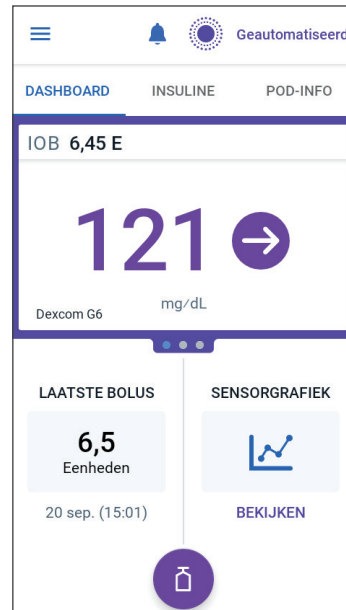 Geautomatiseerd
DASHBOARD INSULINE POD-INFO
IOB 6,45 E
121
mg/dL
Dexcom G6
LAATSTE BOLUS SENSORGRAFIEK
6,5
Eenheden
20 sep. (15:01) BEKIJKEN